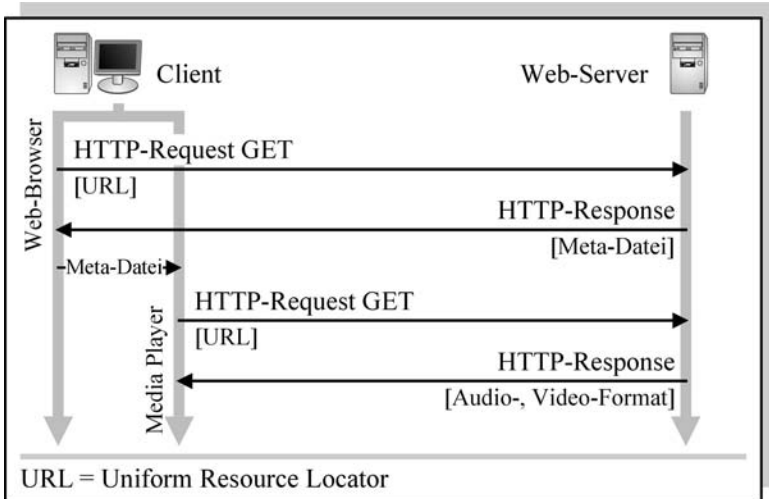 Client
Web-Server
Web-Browser
HTTP-Request GET
[URL]
HTTP-Response
[Meta-Datei]
Meta-Datei
Media Player
HTTP-Request GET
[URL]
HTTP-Response
[Audio-, Video-Format]
URL = Uniform Resource Locator